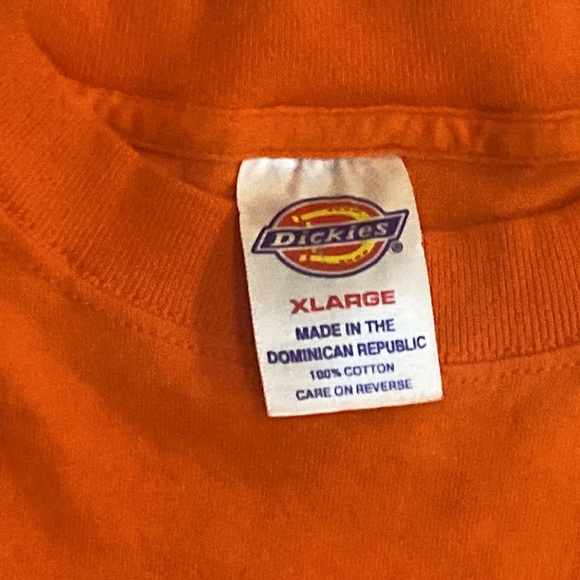 Dickies®
XLARGE
MADE IN THE
DOMINICAN REPUBLIC
100% COTTON
CARE ON REVERSE